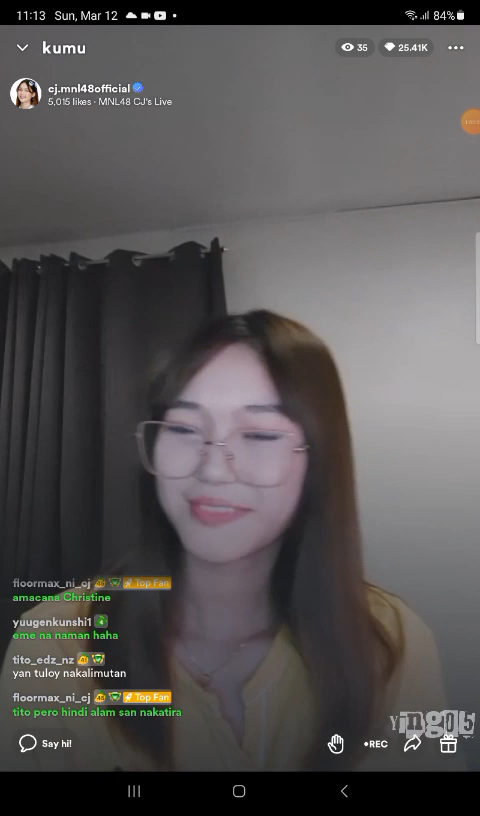 11:13 Sun, Mar 12 84%
kumu 35 25.41K
cj.mnl48official
5,015 likes · MNL48 CJ's Live
floormax_ni_cj Top Fan
amacana Christine
yuugenkunshi1
eme na naman haha
tito_edz_nz
yan tuloy nakalimutan
floormax_ni_cj Top Fan
tito pero hindi alam san nakatira
Yingo15
Say hi! •REC